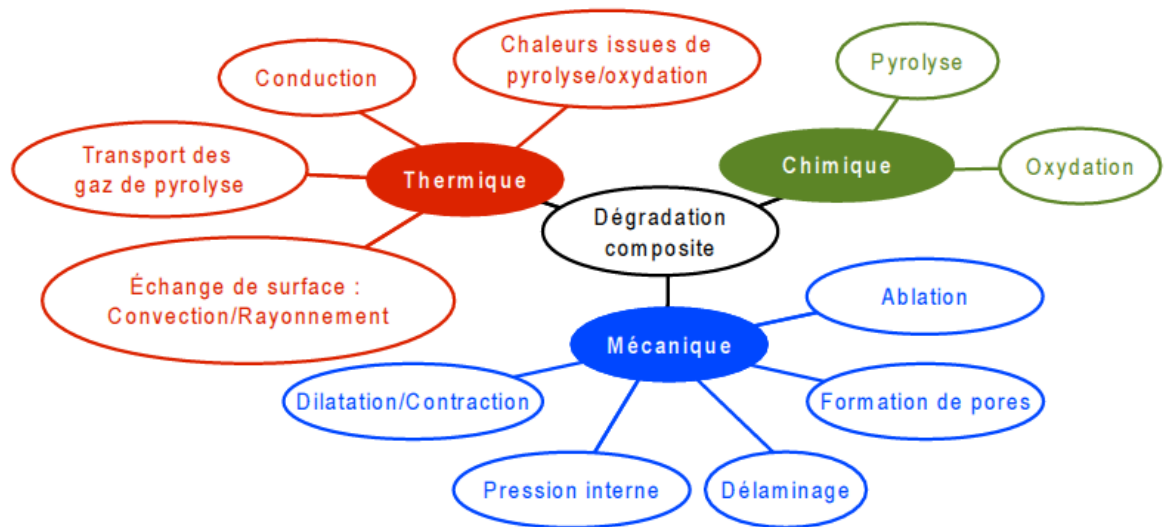 Chaleurs issues de
pyrolyse/oxydation
Conduction
Pyrolyse
Transport des
gaz de pyrolyse
Thermique
Chimique
Oxydation
Dégradation
composite
Échange de surface :
Convection/Rayonnement
Ablation
Mécanique
Dilatation/Contraction
Formation de pores
Pression interne
Délaminage